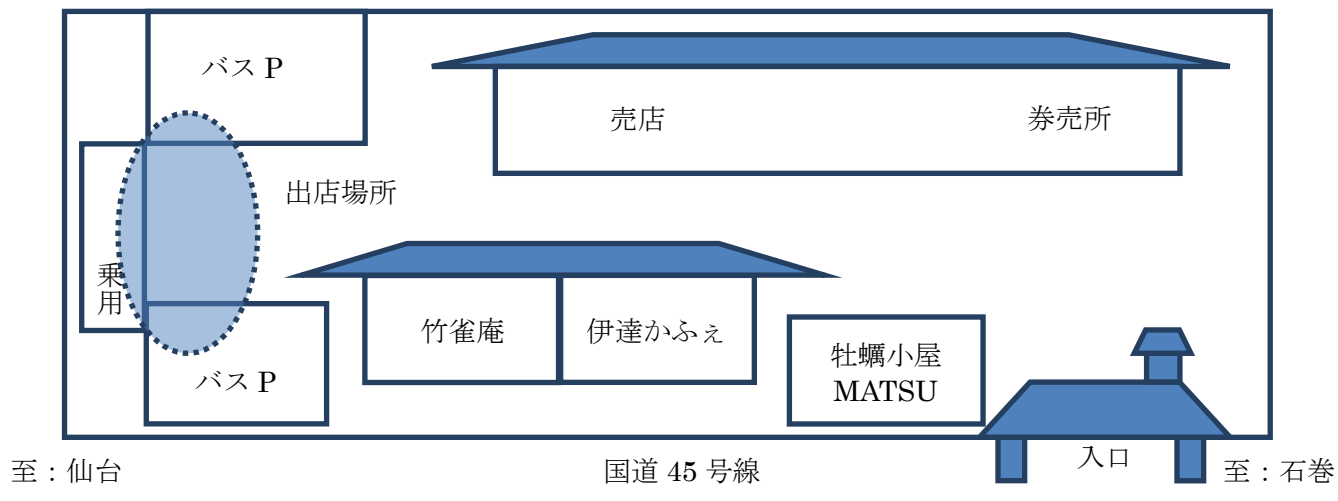 バス P
売店
券売所
出店場所
乗用
竹雀庵
伊達かふぇ
牡蠣小屋
MATSU
バス P
入口
至：仙台
国道 45 号線
至：石巻